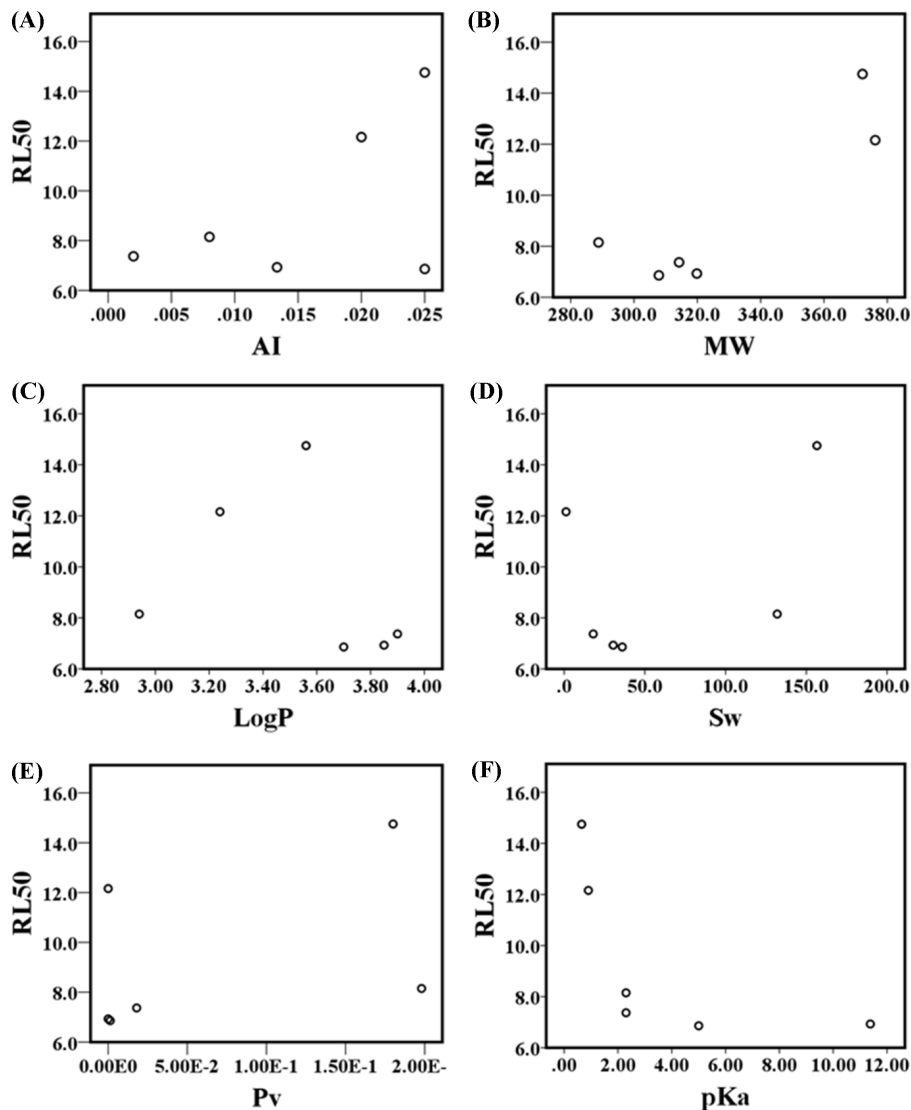 (A) (B)
16.0 16.0
14.0 14.0
12.0 12.0
10.0 10.0
8.0 8.0
6.0 6.0
RL50 RL50
.000 .005 .010 .015 .020 .025 280.0 300.0 320.0 340.0 360.0 380.0
AI MW
(C) (D)
16.0 16.0
14.0 14.0
12.0 12.0
10.0 10.0
8.0 8.0
6.0 6.0
RL50 RL50
2.80 3.00 3.20 3.40 3.60 3.80 4.00 .0 50.0 100.0 150.0 200.0
LogP Sw
(E) (F)
16.0 16.0
14.0 14.0
12.0 12.0
10.0 10.0
8.0 8.0
6.0 6.0
RL50 RL50
0.00E0 5.00E-2 1.00E-1 1.50E-1 2.00E- .00 2.00 4.00 6.00 8.00 10.00 12.00
Pv pKa